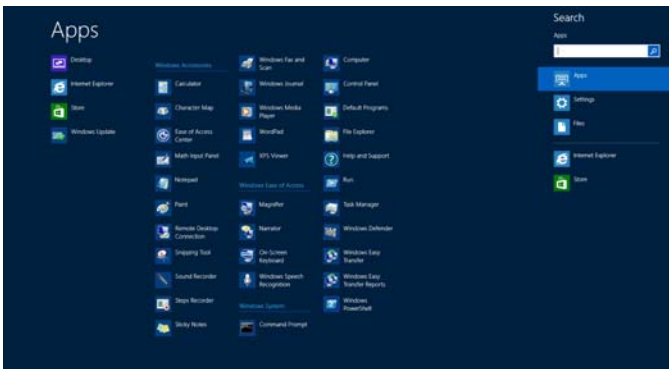 Apps
Desktop
Internet Explorer
Store
Windows Update
Windows Accessories
Calculator
Character Map
Ease of Access
Center
Math Input Panel
Notepad
Paint
Remote Desktop
Connection
Snipping Tool
Sound Recorder
Steps Recorder
Sticky Notes
Windows Fax and
Scan
Windows Journal
Windows Media
Player
WordPad
XPS Viewer
Windows Ease of Access
Magnifier
Narrator
On-Screen
Keyboard
Windows Speech
Recognition
Windows System
Command Prompt
Computer
Control Panel
Default Programs
File Explorer
Help and Support
Run
Task Manager
Windows Defender
Windows Easy
Transfer
Windows Easy
Transfer Reports
Windows
PowerShell
Search
Apps
Apps
Settings
Files
Internet Explorer
Store